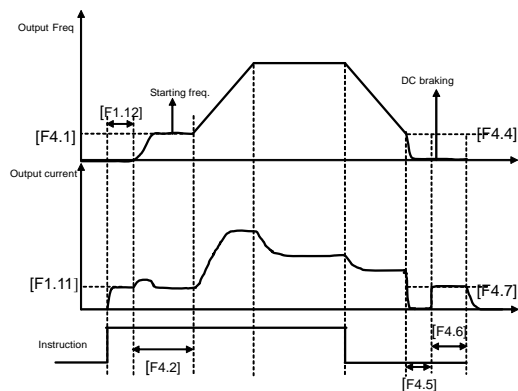 Output Freq
Starting freq.
DC braking
[F1.12]
[F4.1]
[F4.4]
Output current
[F1.11]
[F4.7]
Instruction
[F4.6]
[F4.2]
[F4.5]